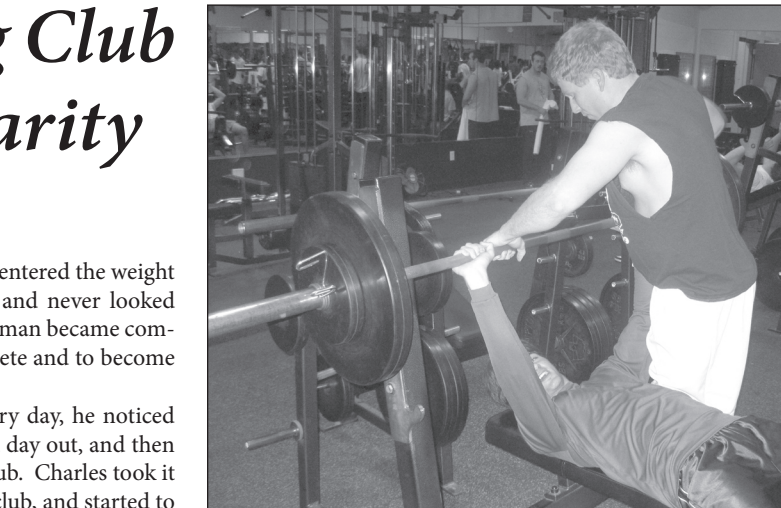 g Club
arity
entered the weight
and never looked
man became com-
ete and to become
ry day, he noticed
day out, and then
ub. Charles took it
club, and started to